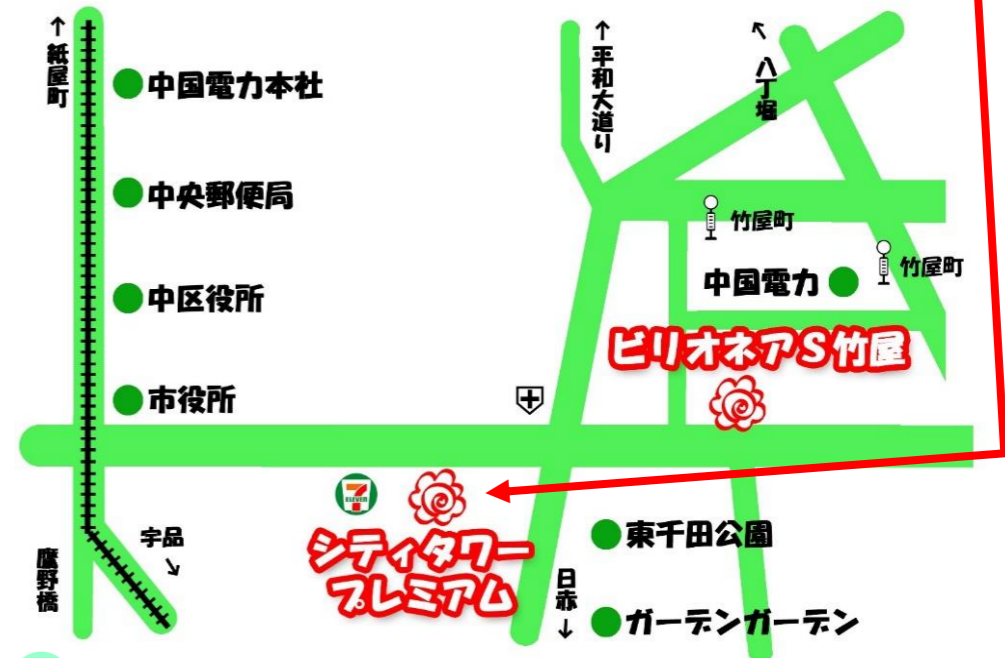 ↑紙屋町
中国電力本社
中央郵便局
中区役所
市役所
↑平和大道り
↑八丁堀
竹屋町
竹屋町
中国電力
ビリオネアS竹屋
7 ELEVEN
シティタワー
プレミアム
宇品↓
鷹野橋
日赤↓
東千田公園
ガーデンガーデン